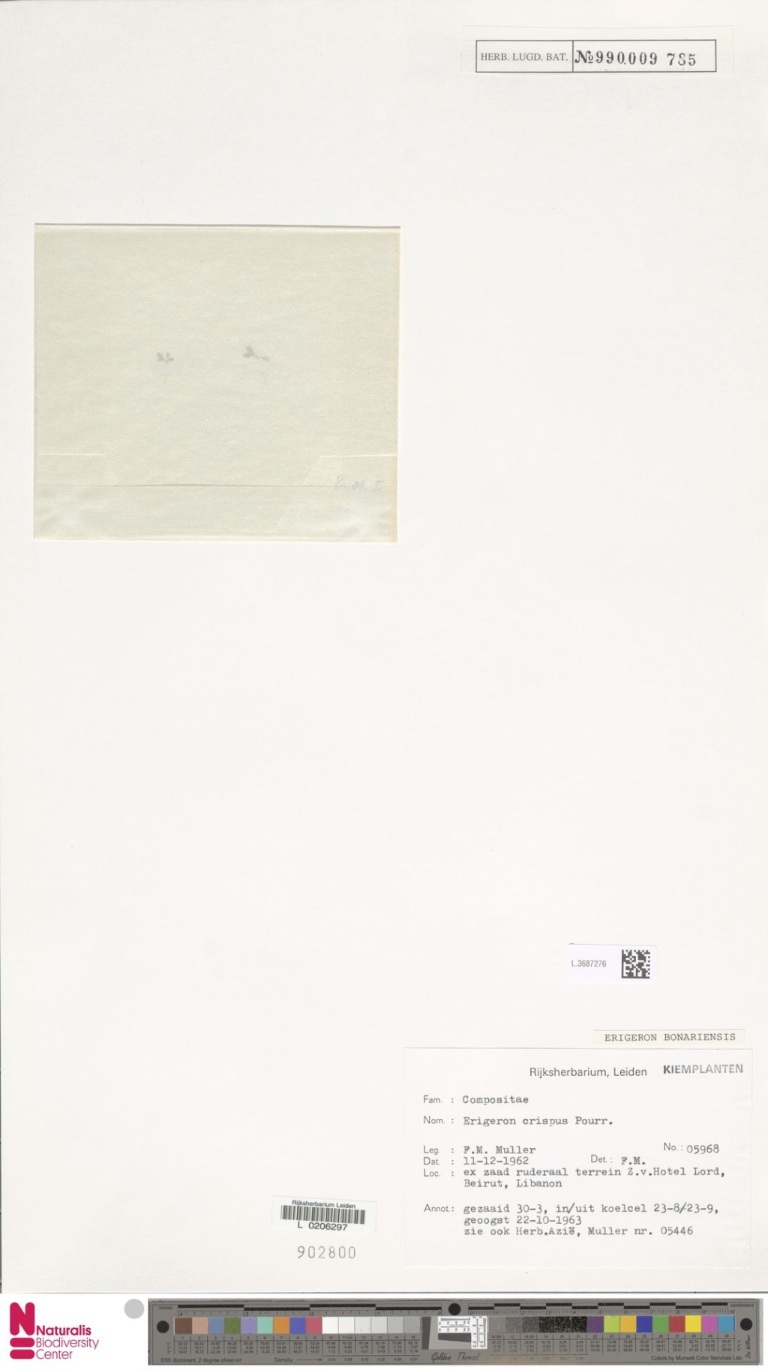 HERB. LUGD. BAT. №990.009 785
L.3687276
ERIGERON BONARIENSIS
Rijksherbarium, Leiden KIEMPLANTEN
Fam. : Compositae
Nom. : Erigeron crispus Pourr.
Leg. : F.M. Muller No. : 05968
Dat. : 11-12-1962 Det. : F.M.
Loc. : ex zaad ruderaal terrein Z.v.Hotel Lord,
Beirut, Libanon
Annot.: gezaaid 30-3, in/uit koelcel 23-8/23-9,
geoogst 22-10-1963
zie ook Herb.Azië, Muller nr. 05446
Rijksherbarium Leiden
L 0206297
902800
Naturalis
Biodiversity
Center
Golden Thread